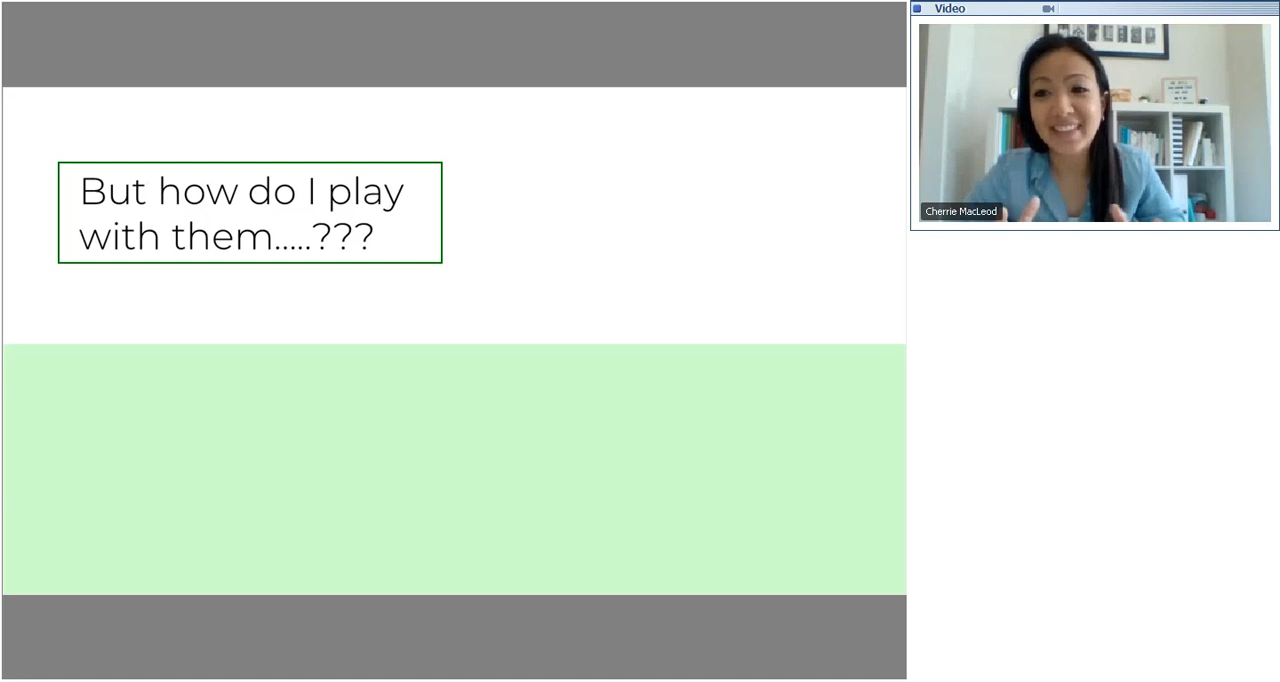 But how do I play
with them.....???
Video
Cherrie MacLeod